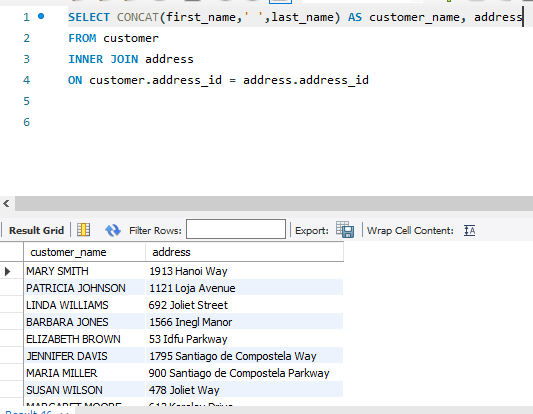 1 SELECT CONCAT(first_name,' ',last_name) AS customer_name, address
2 FROM customer
3 INNER JOIN address
4 ON customer.address_id = address.address_id
5
6
Result Grid Filter Rows: Export: Wrap Cell Content:
customer_name address
MARY SMITH 1913 Hanoi Way
PATRICIA JOHNSON 1121 Loja Avenue
LINDA WILLIAMS 692 Joliet Street
BARBARA JONES 1566 Inegl Manor
ELIZABETH BROWN 53 Idfu Parkway
JENNIFER DAVIS 1795 Santiago de Compostela Way
MARIA MILLER 900 Santiago de Compostela Parkway
SUSAN WILSON 478 Joliet Way
MARGARET MOORE 613 Korolev Drive